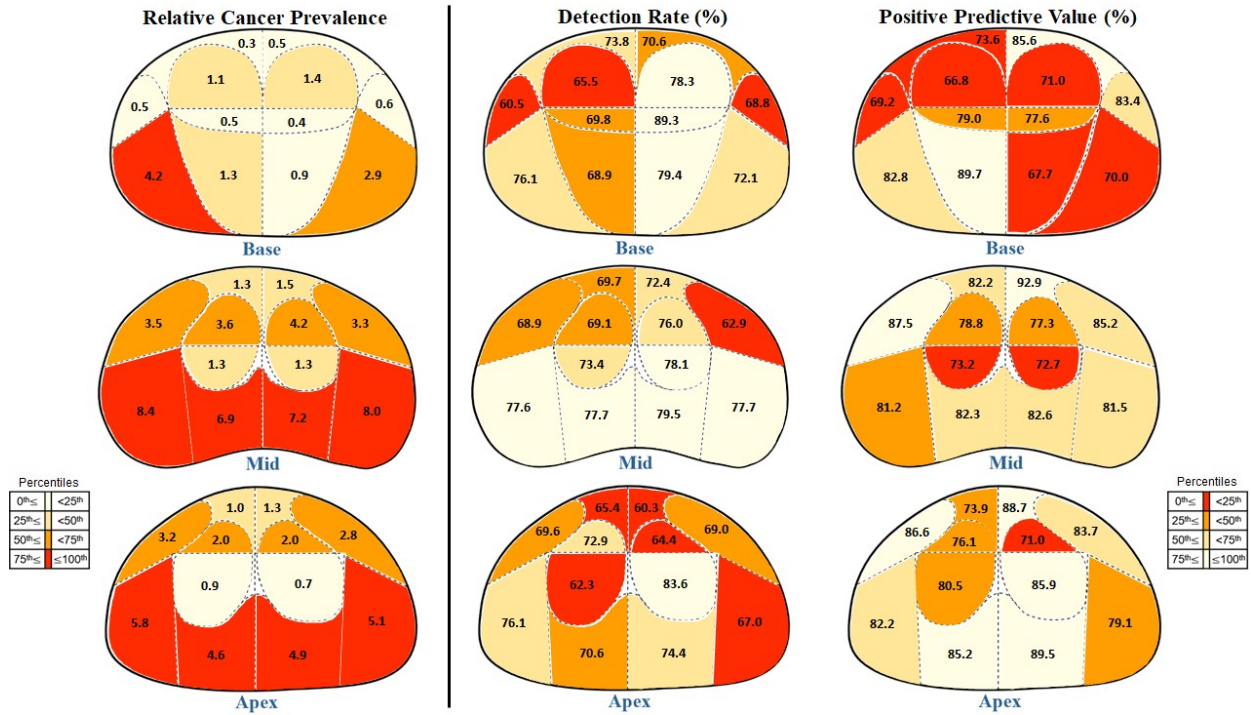 Relative Cancer Prevalence
Detection Rate (%)
Positive Predictive Value (%)
0.3 0.5
1.1 1.4
0.5 0.6
0.5 0.4
4.2 1.3 0.9 2.9
Base
73.8 70.6
65.5 78.3
60.5 68.8
69.8 89.3
76.1 68.9 79.4 72.1
Base
73.6 85.6
66.8 71.0
69.2 83.4
79.0 77.6
82.8 89.7 67.7 70.0
Base
1.3 1.5
3.5 3.6 4.2 3.3
1.3 1.3
8.4 6.9 7.2 8.0
Mid
69.7 72.4
68.9 69.1 76.0 62.9
73.4 78.1
77.6 77.7 79.5 77.7
Mid
82.2 92.9
87.5 78.8 77.3 85.2
73.2 72.7
81.2 82.3 82.6 81.5
Mid
Percentiles
0th≤ <25th
25th≤ <50th
50th≤ <75th
75th≤ ≤100th
1.0 1.3
3.2 2.0 2.0 2.8
0.9 0.7
5.8 4.6 4.9 5.1
Apex
65.4 60.3
69.6 72.9 64.4 69.0
62.3 83.6
76.1 70.6 74.4 67.0
Apex
73.9 88.7
86.6 76.1 71.0 83.7
80.5 85.9
82.2 85.2 89.5 79.1
Apex
Percentiles
0th≤ <25th
25th≤ <50th
50th≤ <75th
75th≤ ≤100th